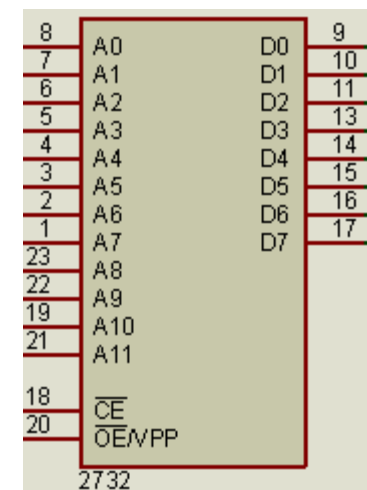 8 A0 D0 9
7 A1 D1 10
6 A2 D2 11
5 A3 D3 13
4 A4 D4 14
3 A5 D5 15
2 A6 D6 16
1 A7 D7 17
23 A8
22 A9
19 A10
21 A11
18 CE
20 OE/VPP
2732